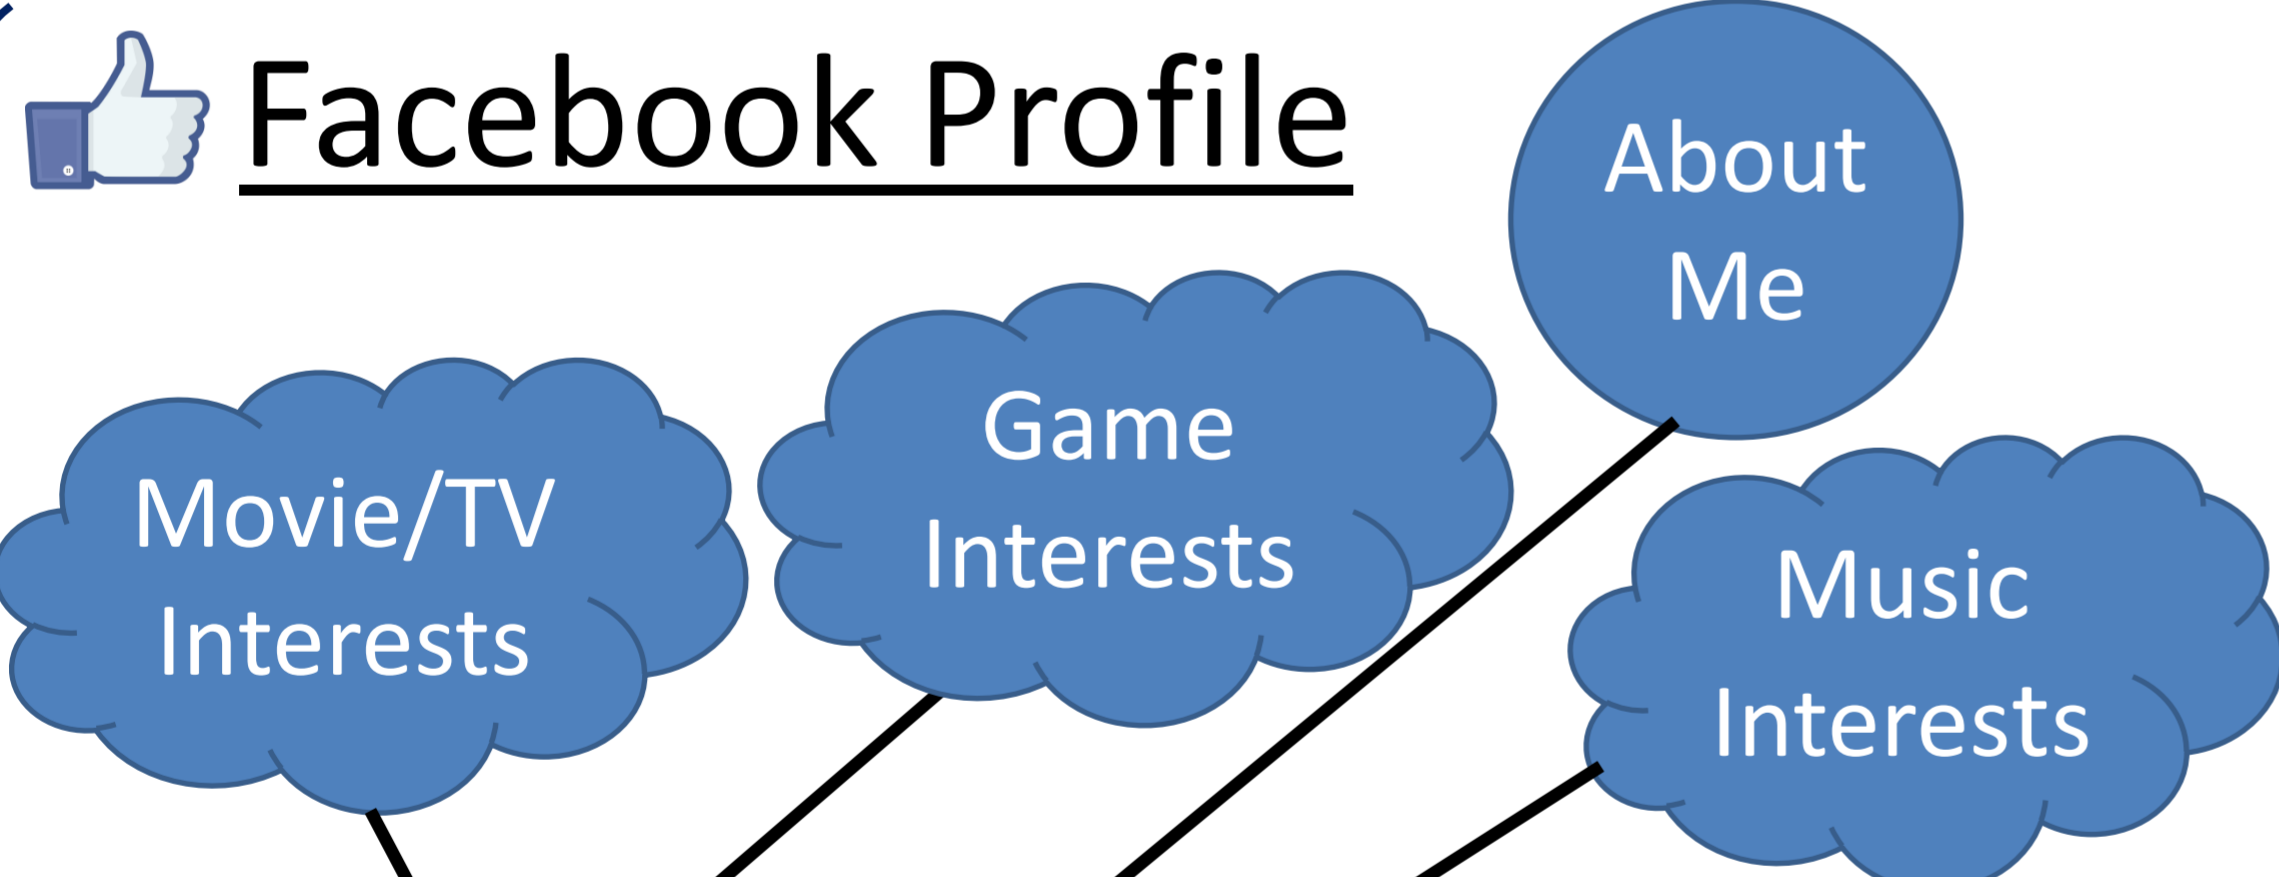 Facebook Profile
About
Me
Game
Interests
Movie/TV
Interests
Music
Interests